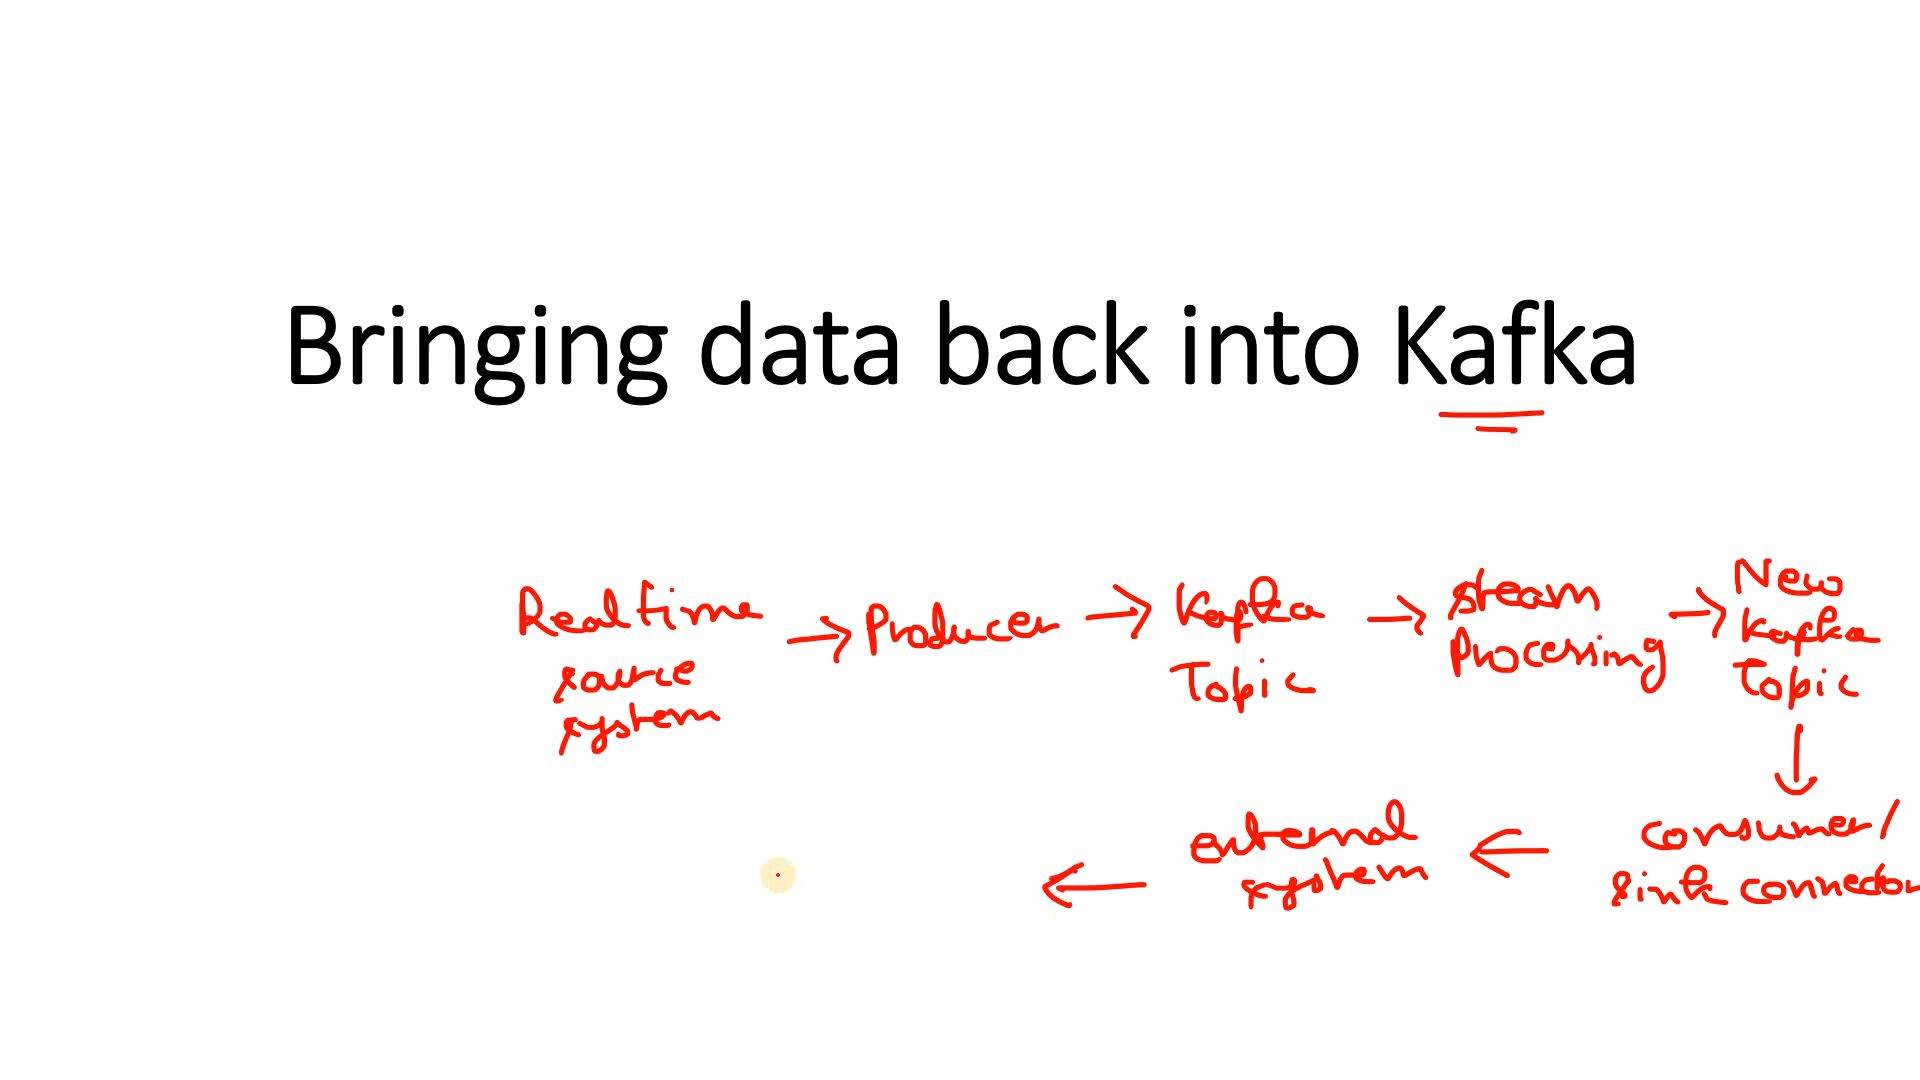 Bringing data back into Kafka
Realtime
source
system
→ Producer →
Kafka
Topic
→
steam
Processing
→
New
Kafka
Topic
↓
consumer/
sink connector
←
external
system
←